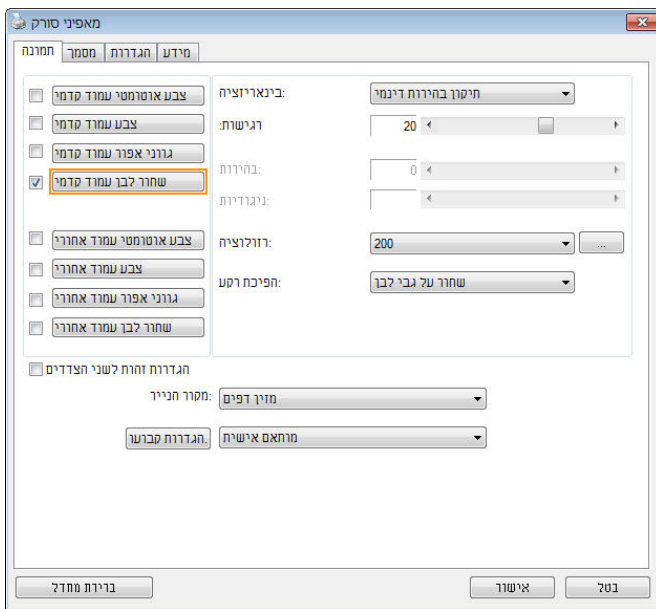 מאפיני סורק
תמונה
מסמך
הגדרות
מידע
צבע אוטומטי עמוד קדמי
צבע עמוד קדמי
גווני אפור עמוד קדמי
שחור לבן עמוד קדמי
צבע אוטומטי עמוד אחורי
צבע עמוד אחורי
גווני אפור עמוד אחורי
שחור לבן עמוד אחורי
בינאריזציה: חיקון בהירות דינמי
רגישות: 20
בהירות: 0
ניגודיות:
רזולוציה: 200 ...
הפיכת רקע: שחור על גבי לבן
הגדרות זהות לשני הצדדים
מקור הנייר: מזין דפים
הגדרות קבוער. מותאם אישית
ברירת מחדל
אישור
בטל